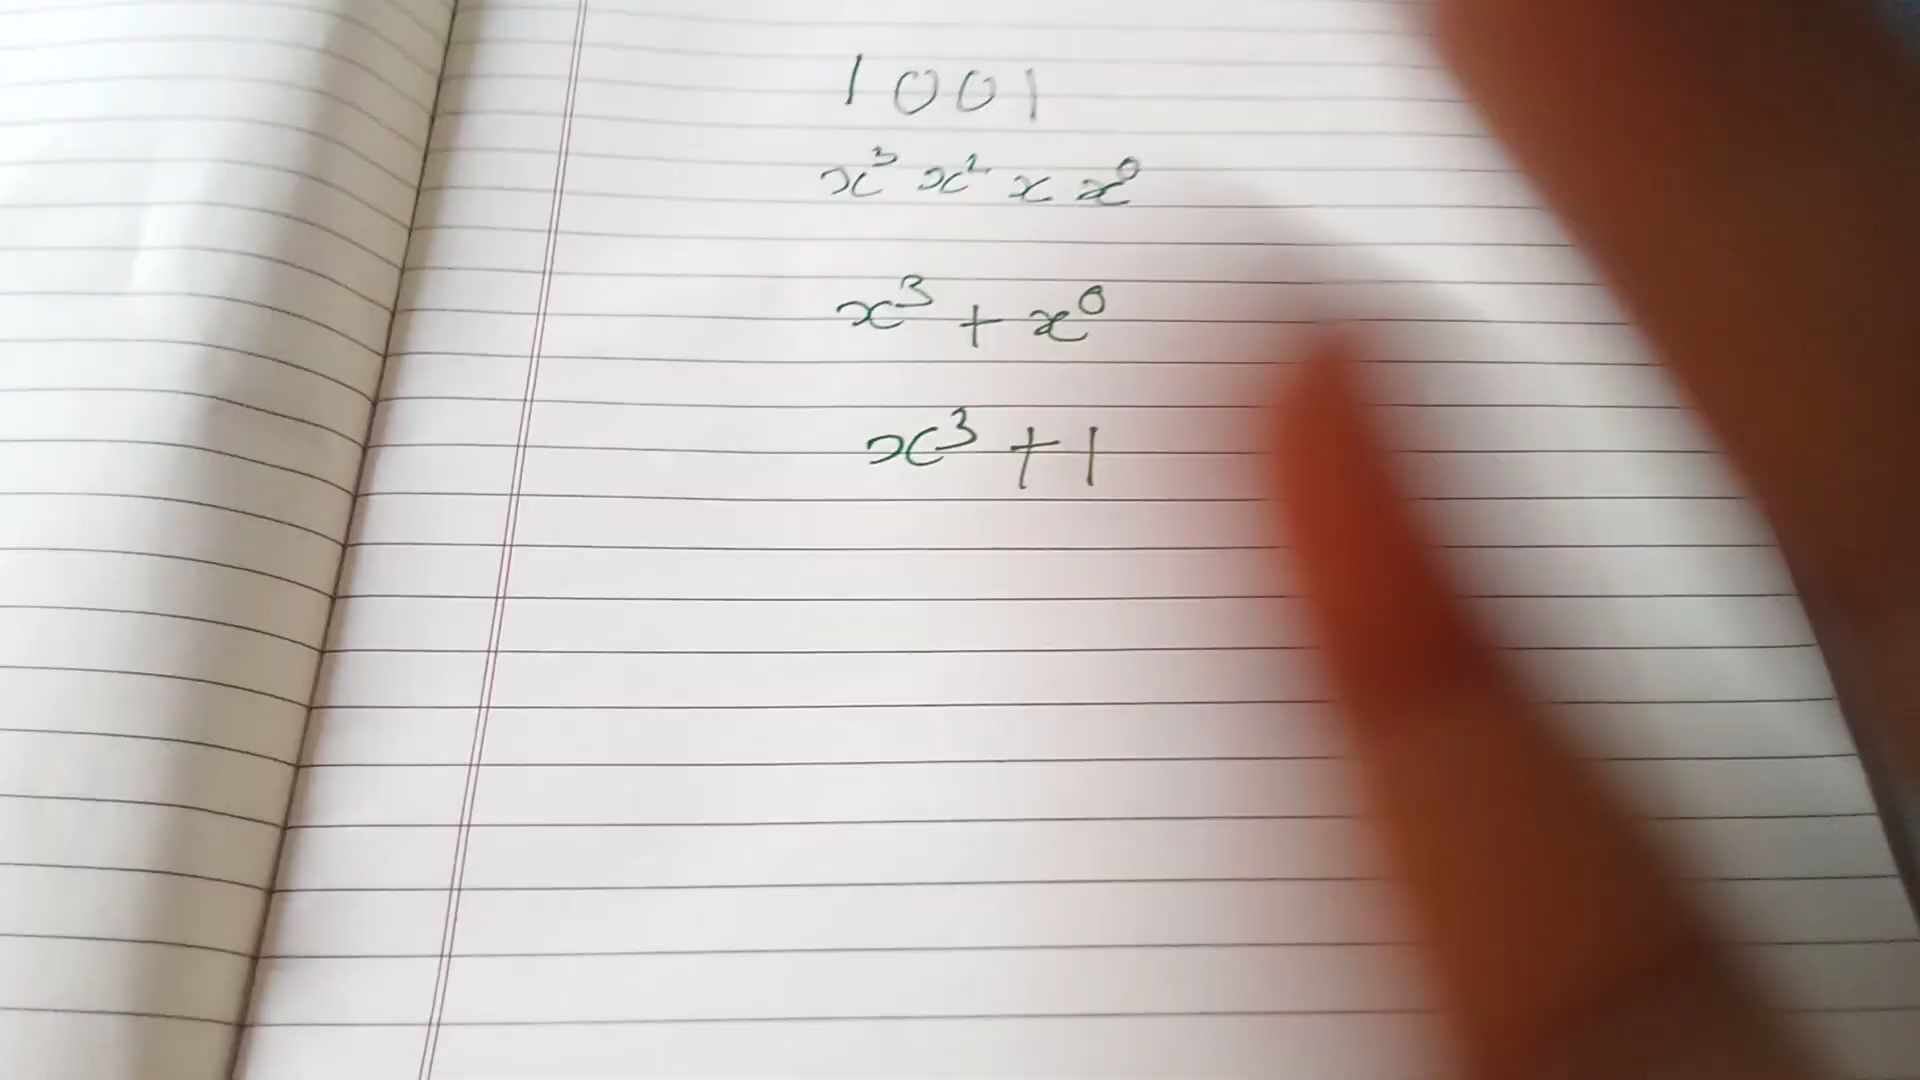 1001
x³ x² x x⁰
x³ + x⁰
x³ + 1